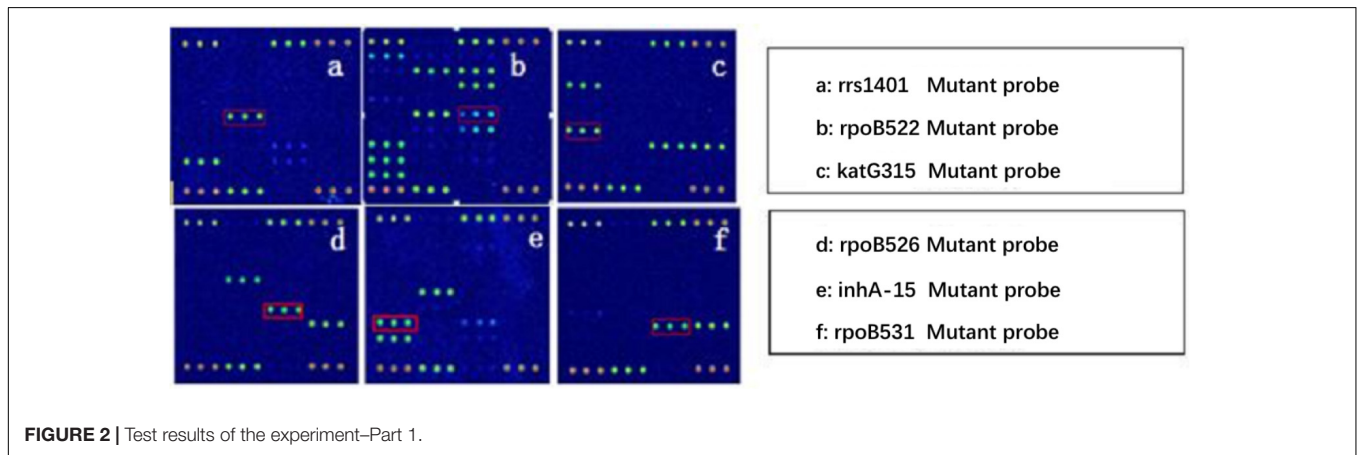 a
b
c
a: rrs1401 Mutant probe
b: rpoB522 Mutant probe
c: katG315 Mutant probe
d
e
f
d: rpoB526 Mutant probe
e: inhA-15 Mutant probe
f: rpoB531 Mutant probe
FIGURE 2 | Test results of the experiment–Part 1.